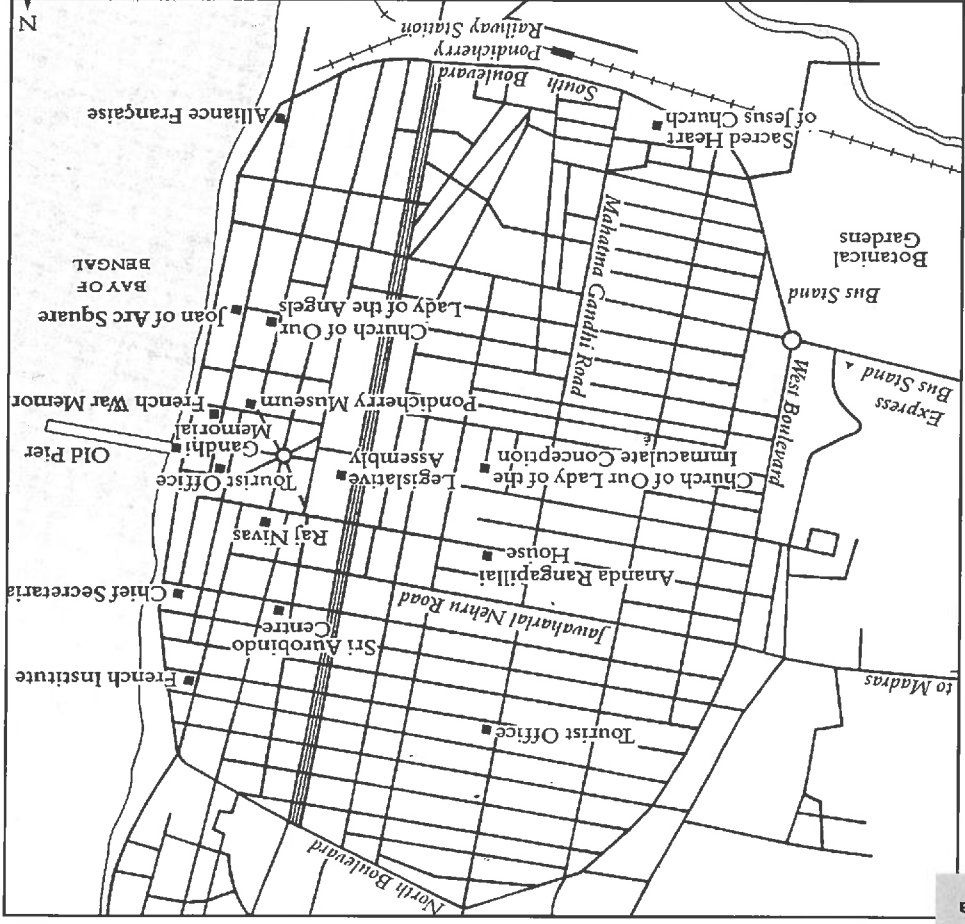 North Boulevard
Tourist Office
to Madras
French Institute
Sri Aurobindo
Centre
Jawaharlal Nehru Road
Chief Secretaria
Ananda Rangapillai
House
Raj Nivas
Church of Our Lady of the
Immaculate Conception
Legislative
Assembly
Tourist Office
Gandhi
Memorial
Old Pier
French War Memor
Pondicherry Museum
Express
Bus Stand
West Boulevard
Mahatma Gandhi Road
Church of Our
Lady of the Angels
Joan of Arc Square
BAY OF
BENGAL
Bus Stand
Botanical
Gardens
Sacred Heart
of Jesus Church
Alliance Française
South
Boulevard
Pondicherry
Railway Station
N